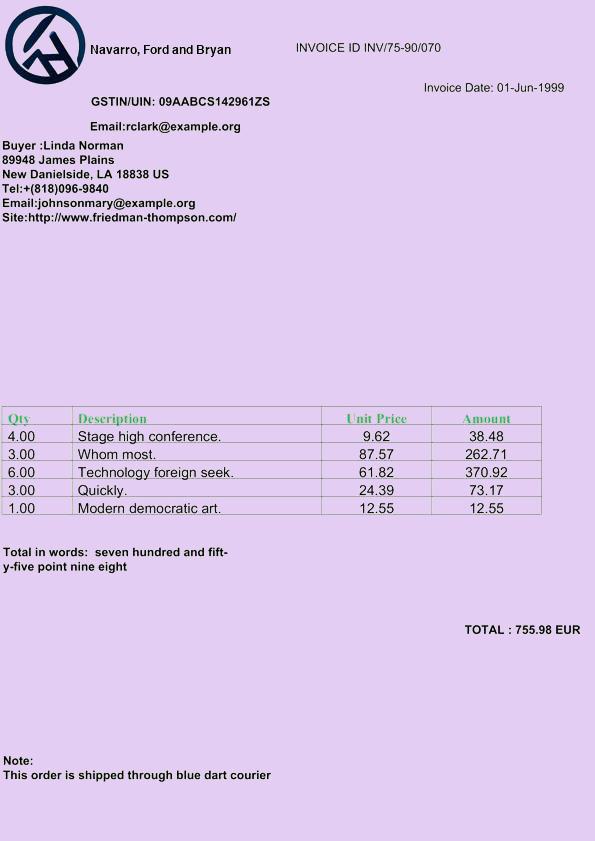 Navarro, Ford and Bryan
INVOICE ID INV/75-90/070
Invoice Date: 01-Jun-1999
GSTIN/UIN: 09AABCS142961ZS
Email:rclark@example.org
Buyer :Linda Norman
89948 James Plains
New Danielside, LA 18838 US
Tel:+(818)096-9840
Email:johnsonmary@example.org
Site:http://www.friedman-thompson.com/
Qty Description Unit Price Amount
4.00 Stage high conference. 9.62 38.48
3.00 Whom most. 87.57 262.71
6.00 Technology foreign seek. 61.82 370.92
3.00 Quickly. 24.39 73.17
1.00 Modern democratic art. 12.55 12.55
Total in words:  seven hundred and fift-
y-five point nine eight
TOTAL : 755.98 EUR
Note:
This order is shipped through blue dart courier